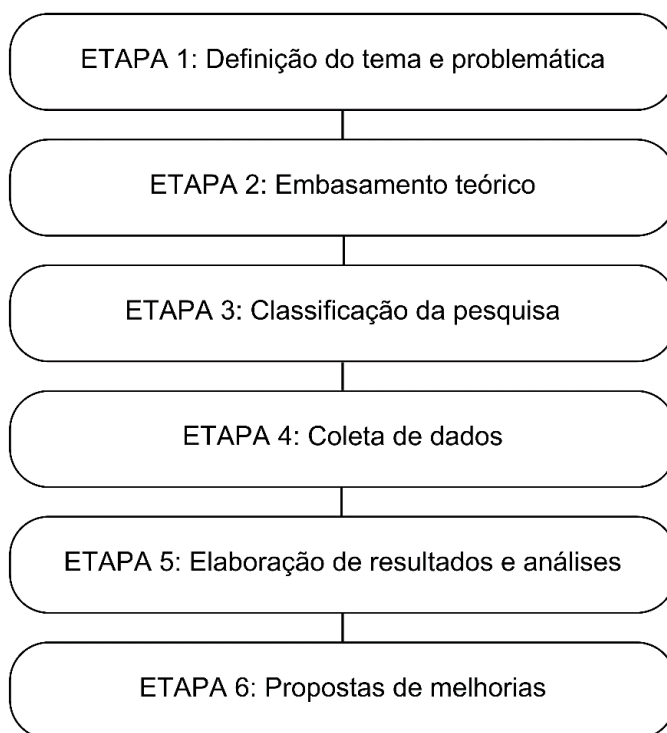 ETAPA 1: Definição do tema e problemática
ETAPA 2: Embasamento teórico
ETAPA 3: Classificação da pesquisa
ETAPA 4: Coleta de dados
ETAPA 5: Elaboração de resultados e análises
ETAPA 6: Propostas de melhorias